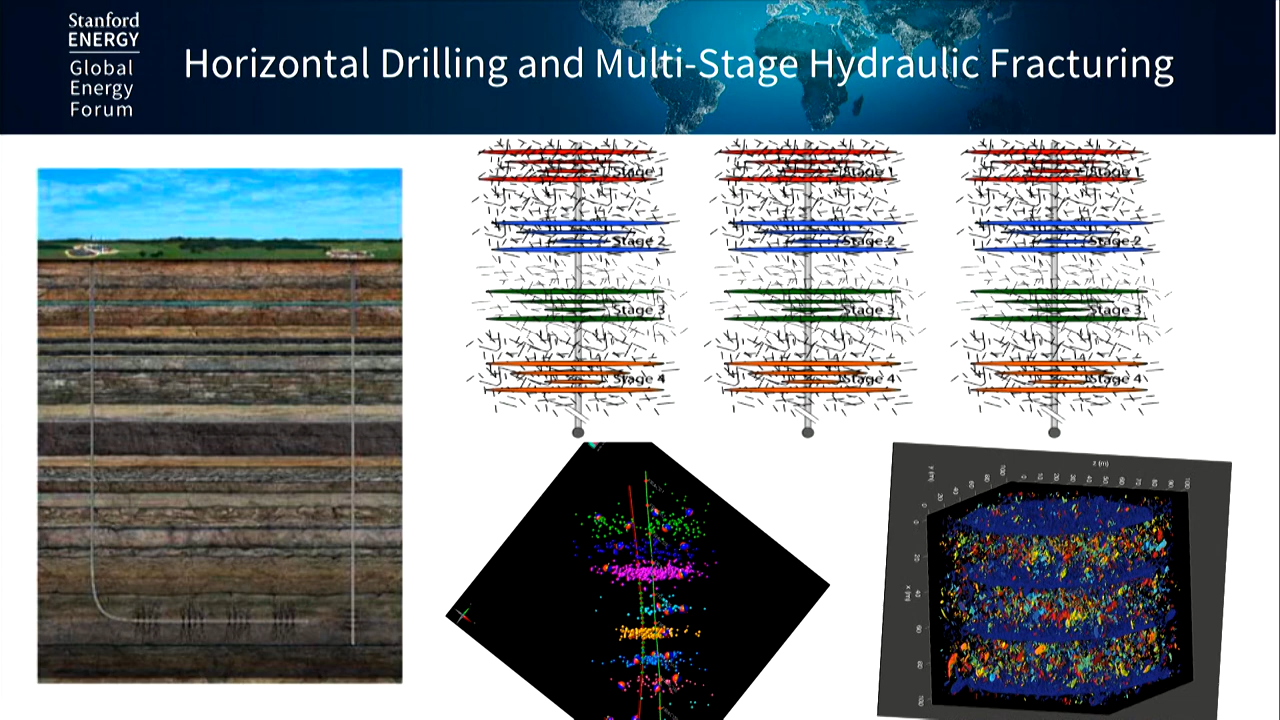 Stanford
ENERGY
Global
Energy
Forum
Horizontal Drilling and Multi-Stage Hydraulic Fracturing
Stage 1
Stage 2
Stage 3
Stage 4
Stage 1
Stage 2
Stage 3
Stage 4
Stage 1
Stage 2
Stage 3
Stage 4